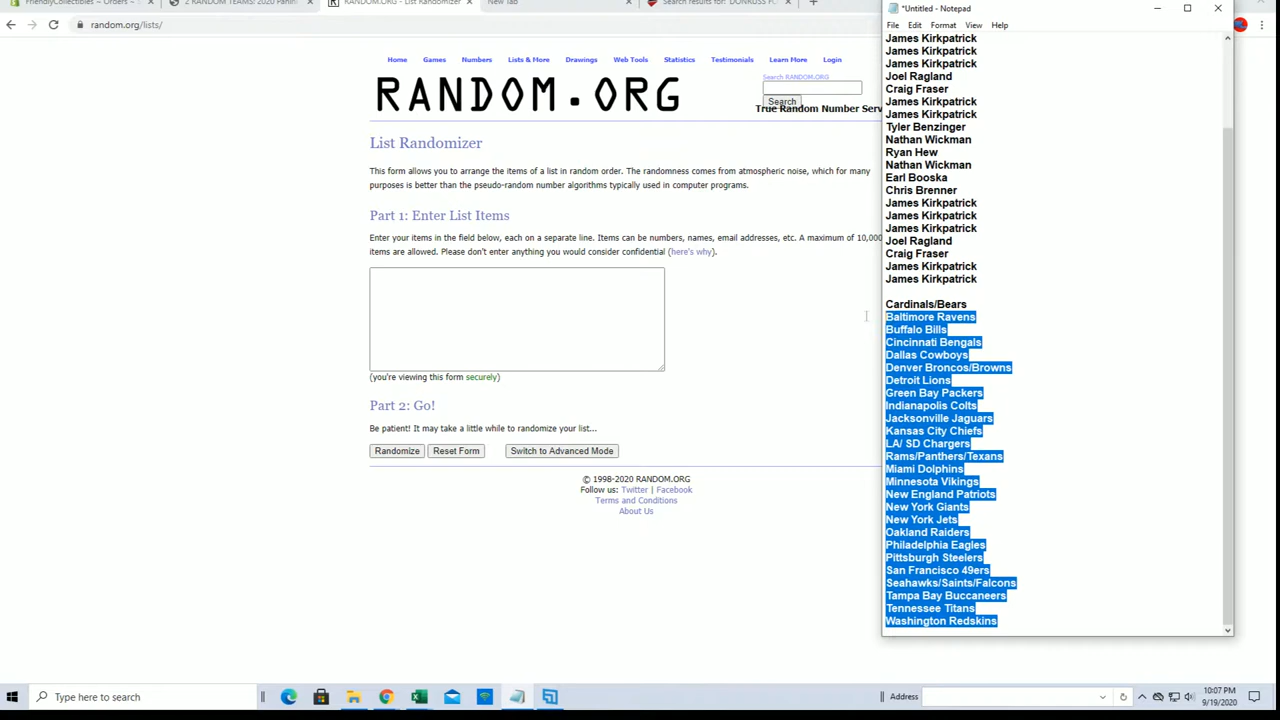 FriendlyCollectibles ~ Orders ~
2 RANDOM TEAMS: 2020 Panini
RANDOM.ORG - List Randomizer
New Tab
Search results for: DONRUSS P
random.org/lists/
Home Games Numbers Lists & More Drawings Web Tools Statistics Testimonials Learn More Login
Search RANDOM.ORG
RANDOM.ORG
Search
True Random Number Serv
List Randomizer
This form allows you to arrange the items of a list in random order. The randomness comes from atmospheric noise, which for many
purposes is better than the pseudo-random number algorithms typically used in computer programs.
Part 1: Enter List Items
Enter your items in the field below, each on a separate line. Items can be numbers, names, email addresses, etc. A maximum of 10,000
items are allowed. Please don't enter anything you would consider confidential (here's why).
(you're viewing this form securely)
Part 2: Go!
Be patient! It may take a little while to randomize your list...
Randomize Reset Form Switch to Advanced Mode
© 1998-2020 RANDOM.ORG
Follow us: Twitter | Facebook
Terms and Conditions
About Us
*Untitled - Notepad
File Edit Format View Help
James Kirkpatrick
James Kirkpatrick
James Kirkpatrick
Joel Ragland
Craig Fraser
James Kirkpatrick
James Kirkpatrick
Tyler Benzinger
Nathan Wickman
Ryan Hew
Nathan Wickman
Earl Booska
Chris Brenner
James Kirkpatrick
James Kirkpatrick
James Kirkpatrick
Joel Ragland
Craig Fraser
James Kirkpatrick
James Kirkpatrick
Cardinals/Bears
Baltimore Ravens
Buffalo Bills
Cincinnati Bengals
Dallas Cowboys
Denver Broncos/Browns
Detroit Lions
Green Bay Packers
Indianapolis Colts
Jacksonville Jaguars
Kansas City Chiefs
LA/ SD Chargers
Rams/Panthers/Texans
Miami Dolphins
Minnesota Vikings
New England Patriots
New York Giants
New York Jets
Oakland Raiders
Philadelphia Eagles
Pittsburgh Steelers
San Francisco 49ers
Seahawks/Saints/Falcons
Tampa Bay Buccaneers
Tennessee Titans
Washington Redskins
Type here to search
Address
10:07 PM
9/19/2020